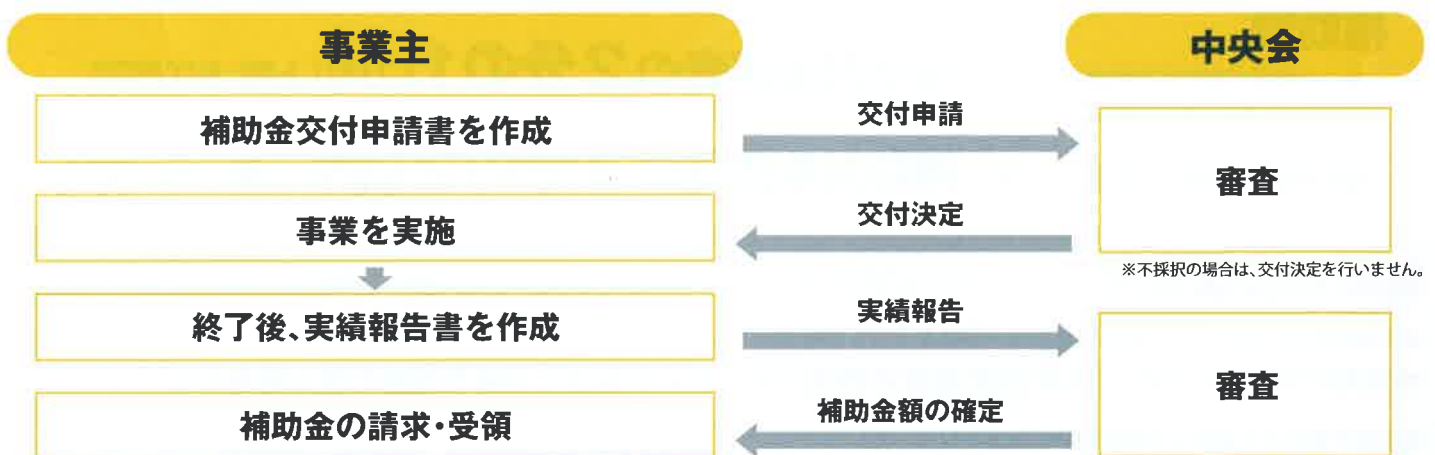 事業主
中央会
補助金交付申請書を作成
交付申請
審査
事業を実施
交付決定
※不採択の場合は、交付決定を行いません。
終了後、実績報告書を作成
実績報告
審査
補助金の請求・受領
補助金額の確定